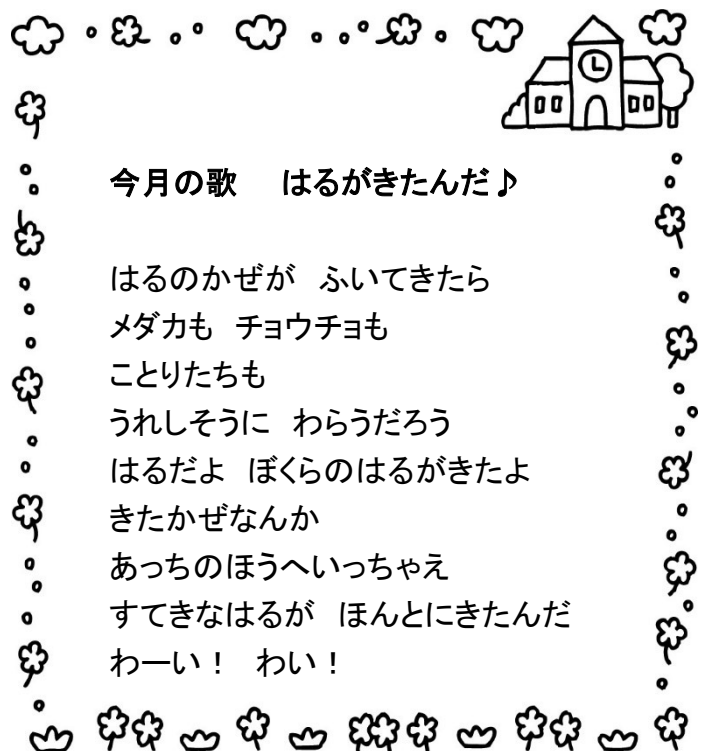 今月の歌　はるがきたんだ♪
はるのかぜが　ふいてきたら
メダカも　チョウチョも
ことりたちも
うれしそうに　わらうだろう
はるだよ　ぼくらのはるがきたよ
きたかぜなんか
あっちのほうへいっちゃえ
すてきなはるが　ほんとにきたんだ
わーい！　わい！